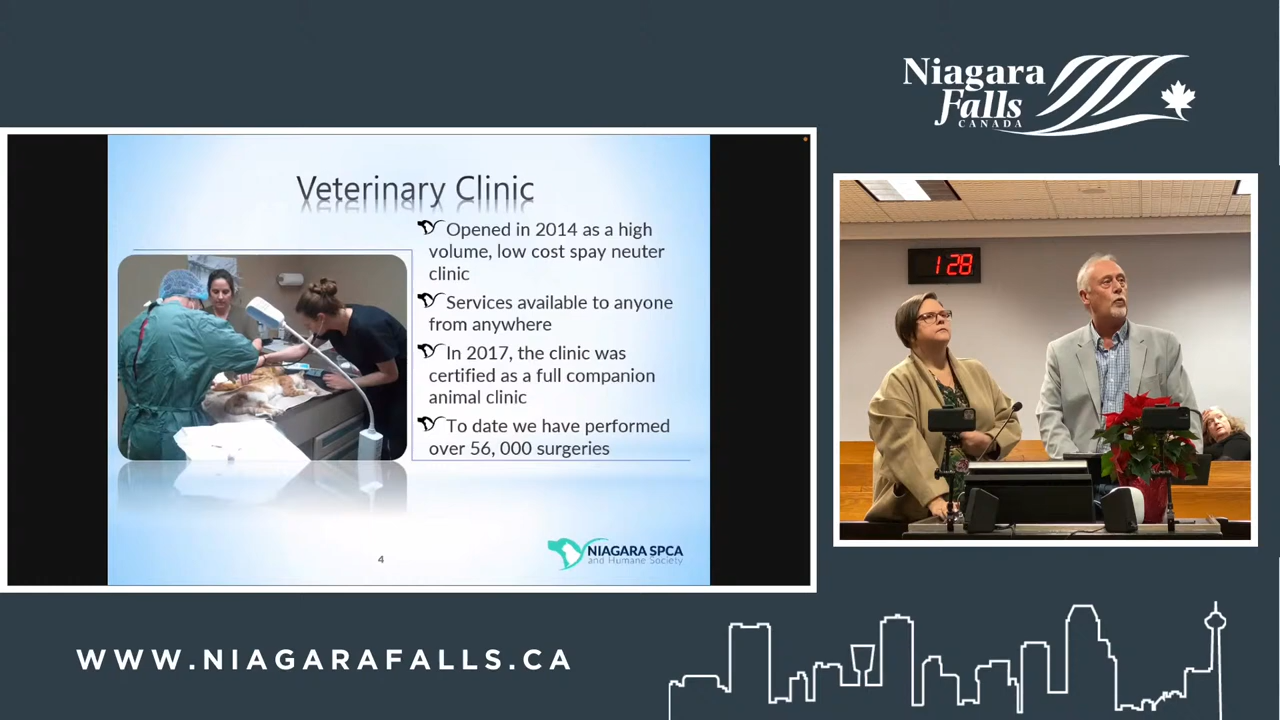 Niagara
Falls
CANADA
Veterinary Clinic
Opened in 2014 as a high
volume, low cost spay neuter
clinic
Services available to anyone
from anywhere
In 2017, the clinic was
certified as a full companion
animal clinic
To date we have performed
over 56, 000 surgeries
4
NIAGARA SPCA
and Humane Society
1:28
WWW.NIAGARAFALLS.CA